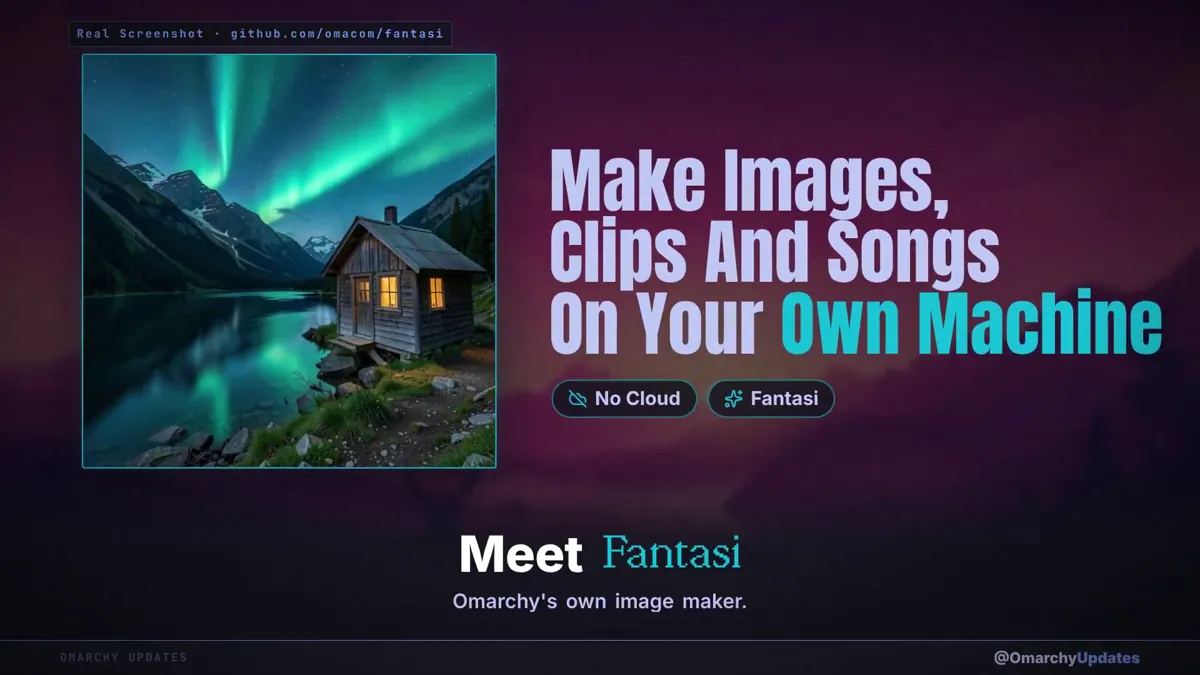 Real Screenshot · github.com/omacom/fantasi
Make Images,
Clips And Songs
On Your Own Machine
No Cloud
Fantasi
Meet Fantasi
Omarchy's own image maker.
OMARCHY UPDATES
@OmarchyUpdates